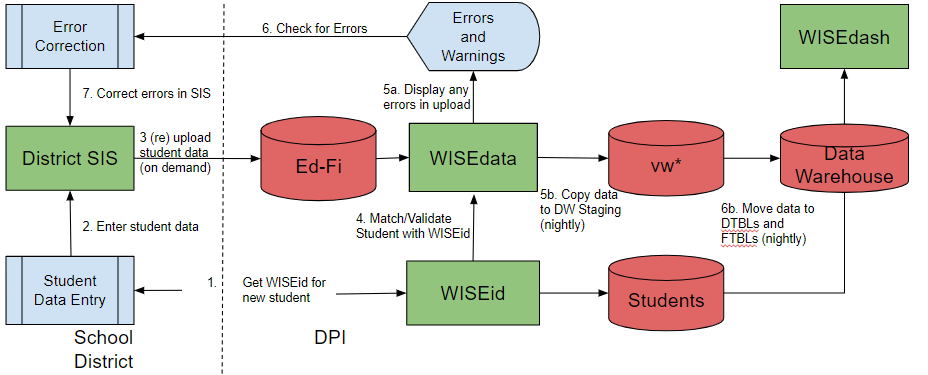 Error
Correction
6. Check for Errors
Errors
and
Warnings
WISEdash
7. Correct errors in SIS
5a. Display any
errors in upload
District SIS
3 (re) upload
student data
(on demand)
Ed-Fi
WISEdata
vw*
Data
Warehouse
2. Enter student data
4. Match/Validate
Student with WISEid
5b. Copy data
to DW Staging
(nightly)
6b. Move data to
DTBLs and
FTBLs (nightly)
Student
Data Entry
1.
Get WISEid for
new student
WISEid
Students
School
District
DPI